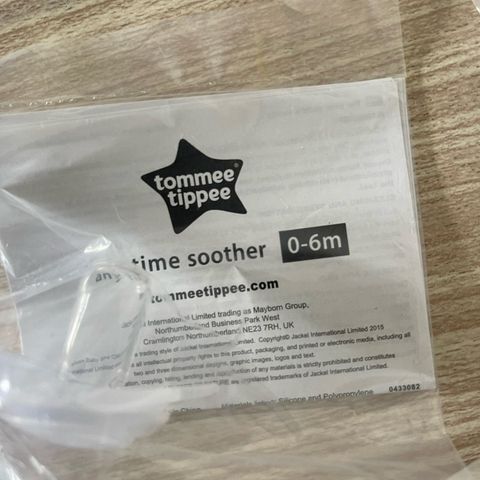 tommee
tippee
any
time soother 0-6m
tommeetippee.com
International Limited trading as Mayborn Group,
Northumberland Business Park West
Cramlington Northumberland, NE23 7RH, UK
trading style of Jackel International Limited. Copyright © Jackel International Limited 2015
all intellectual property rights to this product, packaging, and printed or electronic media, including all
two and three dimensional designs, graphic images, logos and text.
copying, hiring, lending and reproduction of any materials is strictly prohibited and constitutes
are registered trademarks of Jackel International Limited.
0433082
in China
Silicone and Polypropylene